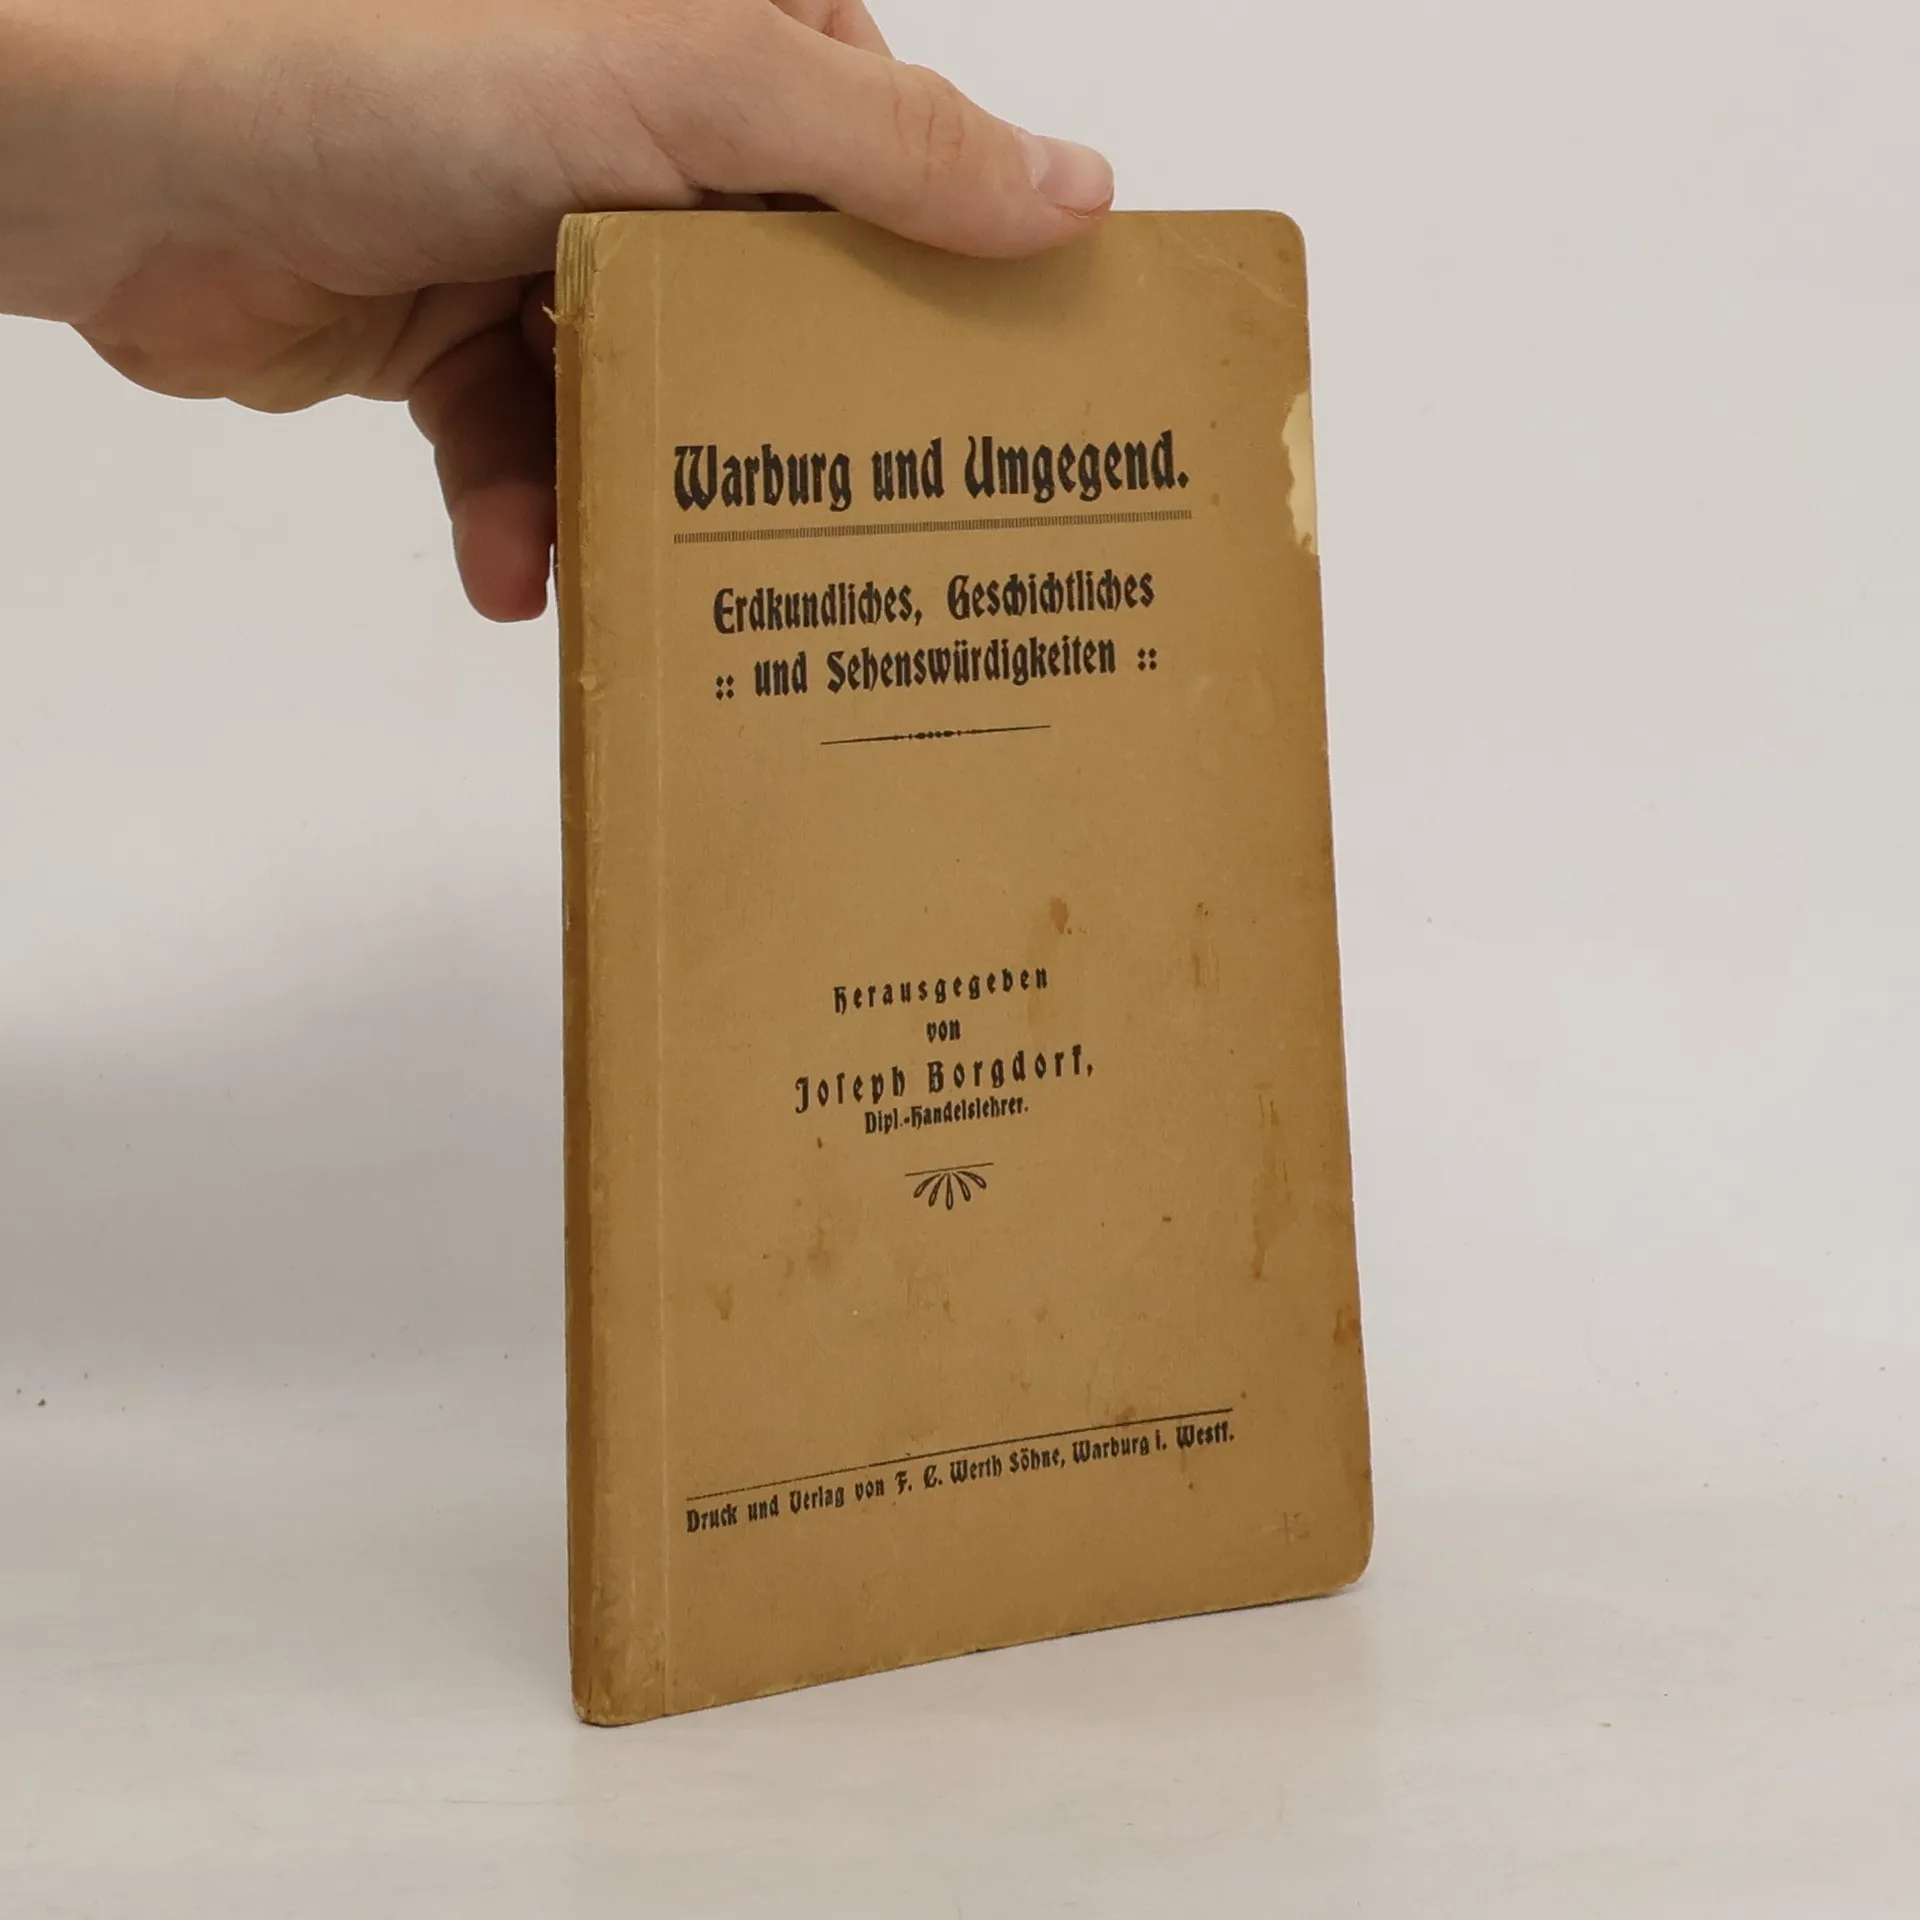 Warburg und Umgegend.
Erdkundliches, Geschichtliches
:: und Sehenswürdigkeiten ::
Herausgegeben
von
Joseph Borgdorf,
Dipl.-Handelslehrer.
Druck und Verlag von F. C. Werth Söhne, Warburg i. Westf.